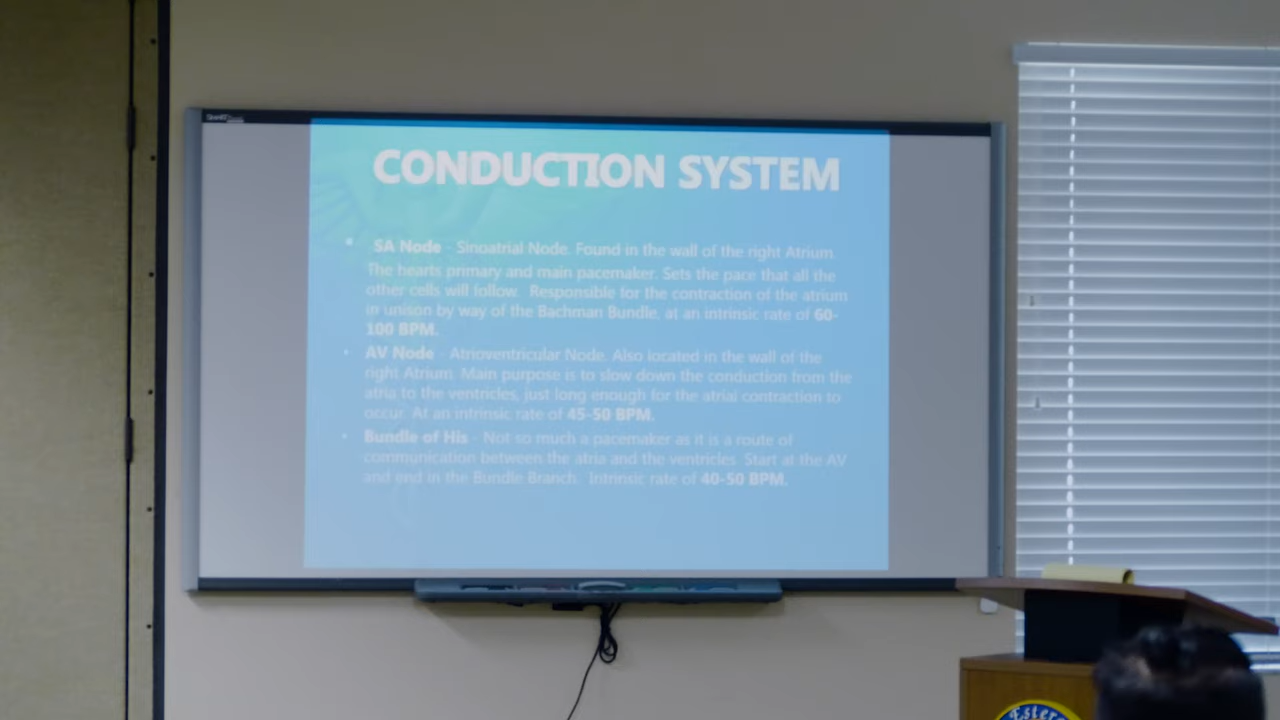 CONDUCTION SYSTEM
• SA Node - Sinoatrial Node. Found in the wall of the right Atrium.
The hearts primary and main pacemaker. Sets the pace that all the
other cells will follow. Responsible for the contraction of the atrium
in unison by way of the Bachman Bundle, at an intrinsic rate of 60-
100 BPM.
• AV Node - Atrioventricular Node. Also located in the wall of the
right Atrium. Main purpose is to slow down the conduction from the
atria to the ventricles, just long enough for the atrial contraction to
occur. At an intrinsic rate of 45-50 BPM.
• Bundle of His - Not so much a pacemaker as it is a route of
communication between the atria and the ventricles. Start at the AV
and end in the Bundle Branch. Intrinsic rate of 40-50 BPM.
Estero